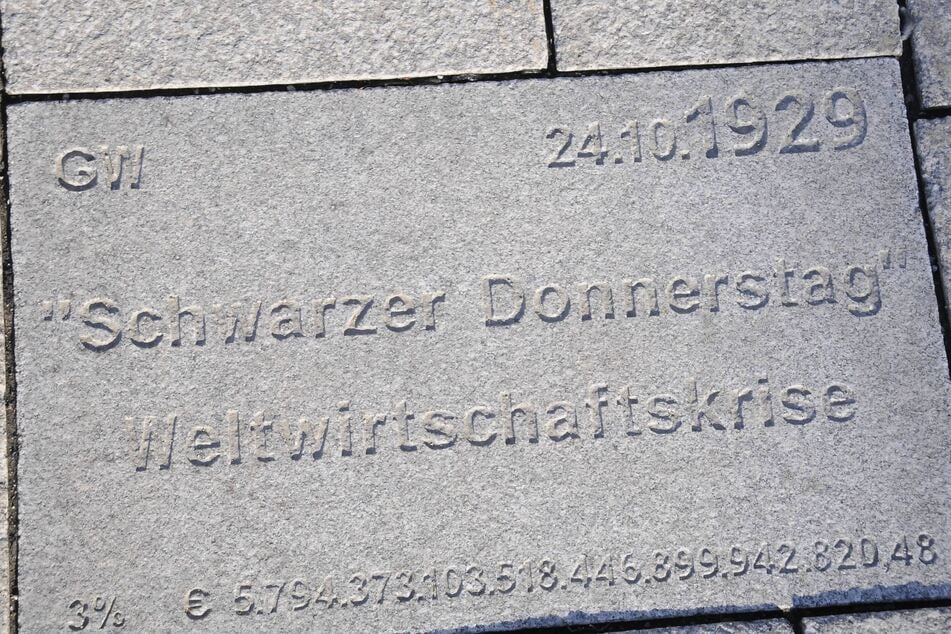 GW 24.10.1929
"Schwarzer Donnerstag"
Weltwirtschaftskrise
3% € 5.794.373.103.518.446.899.942.820,48